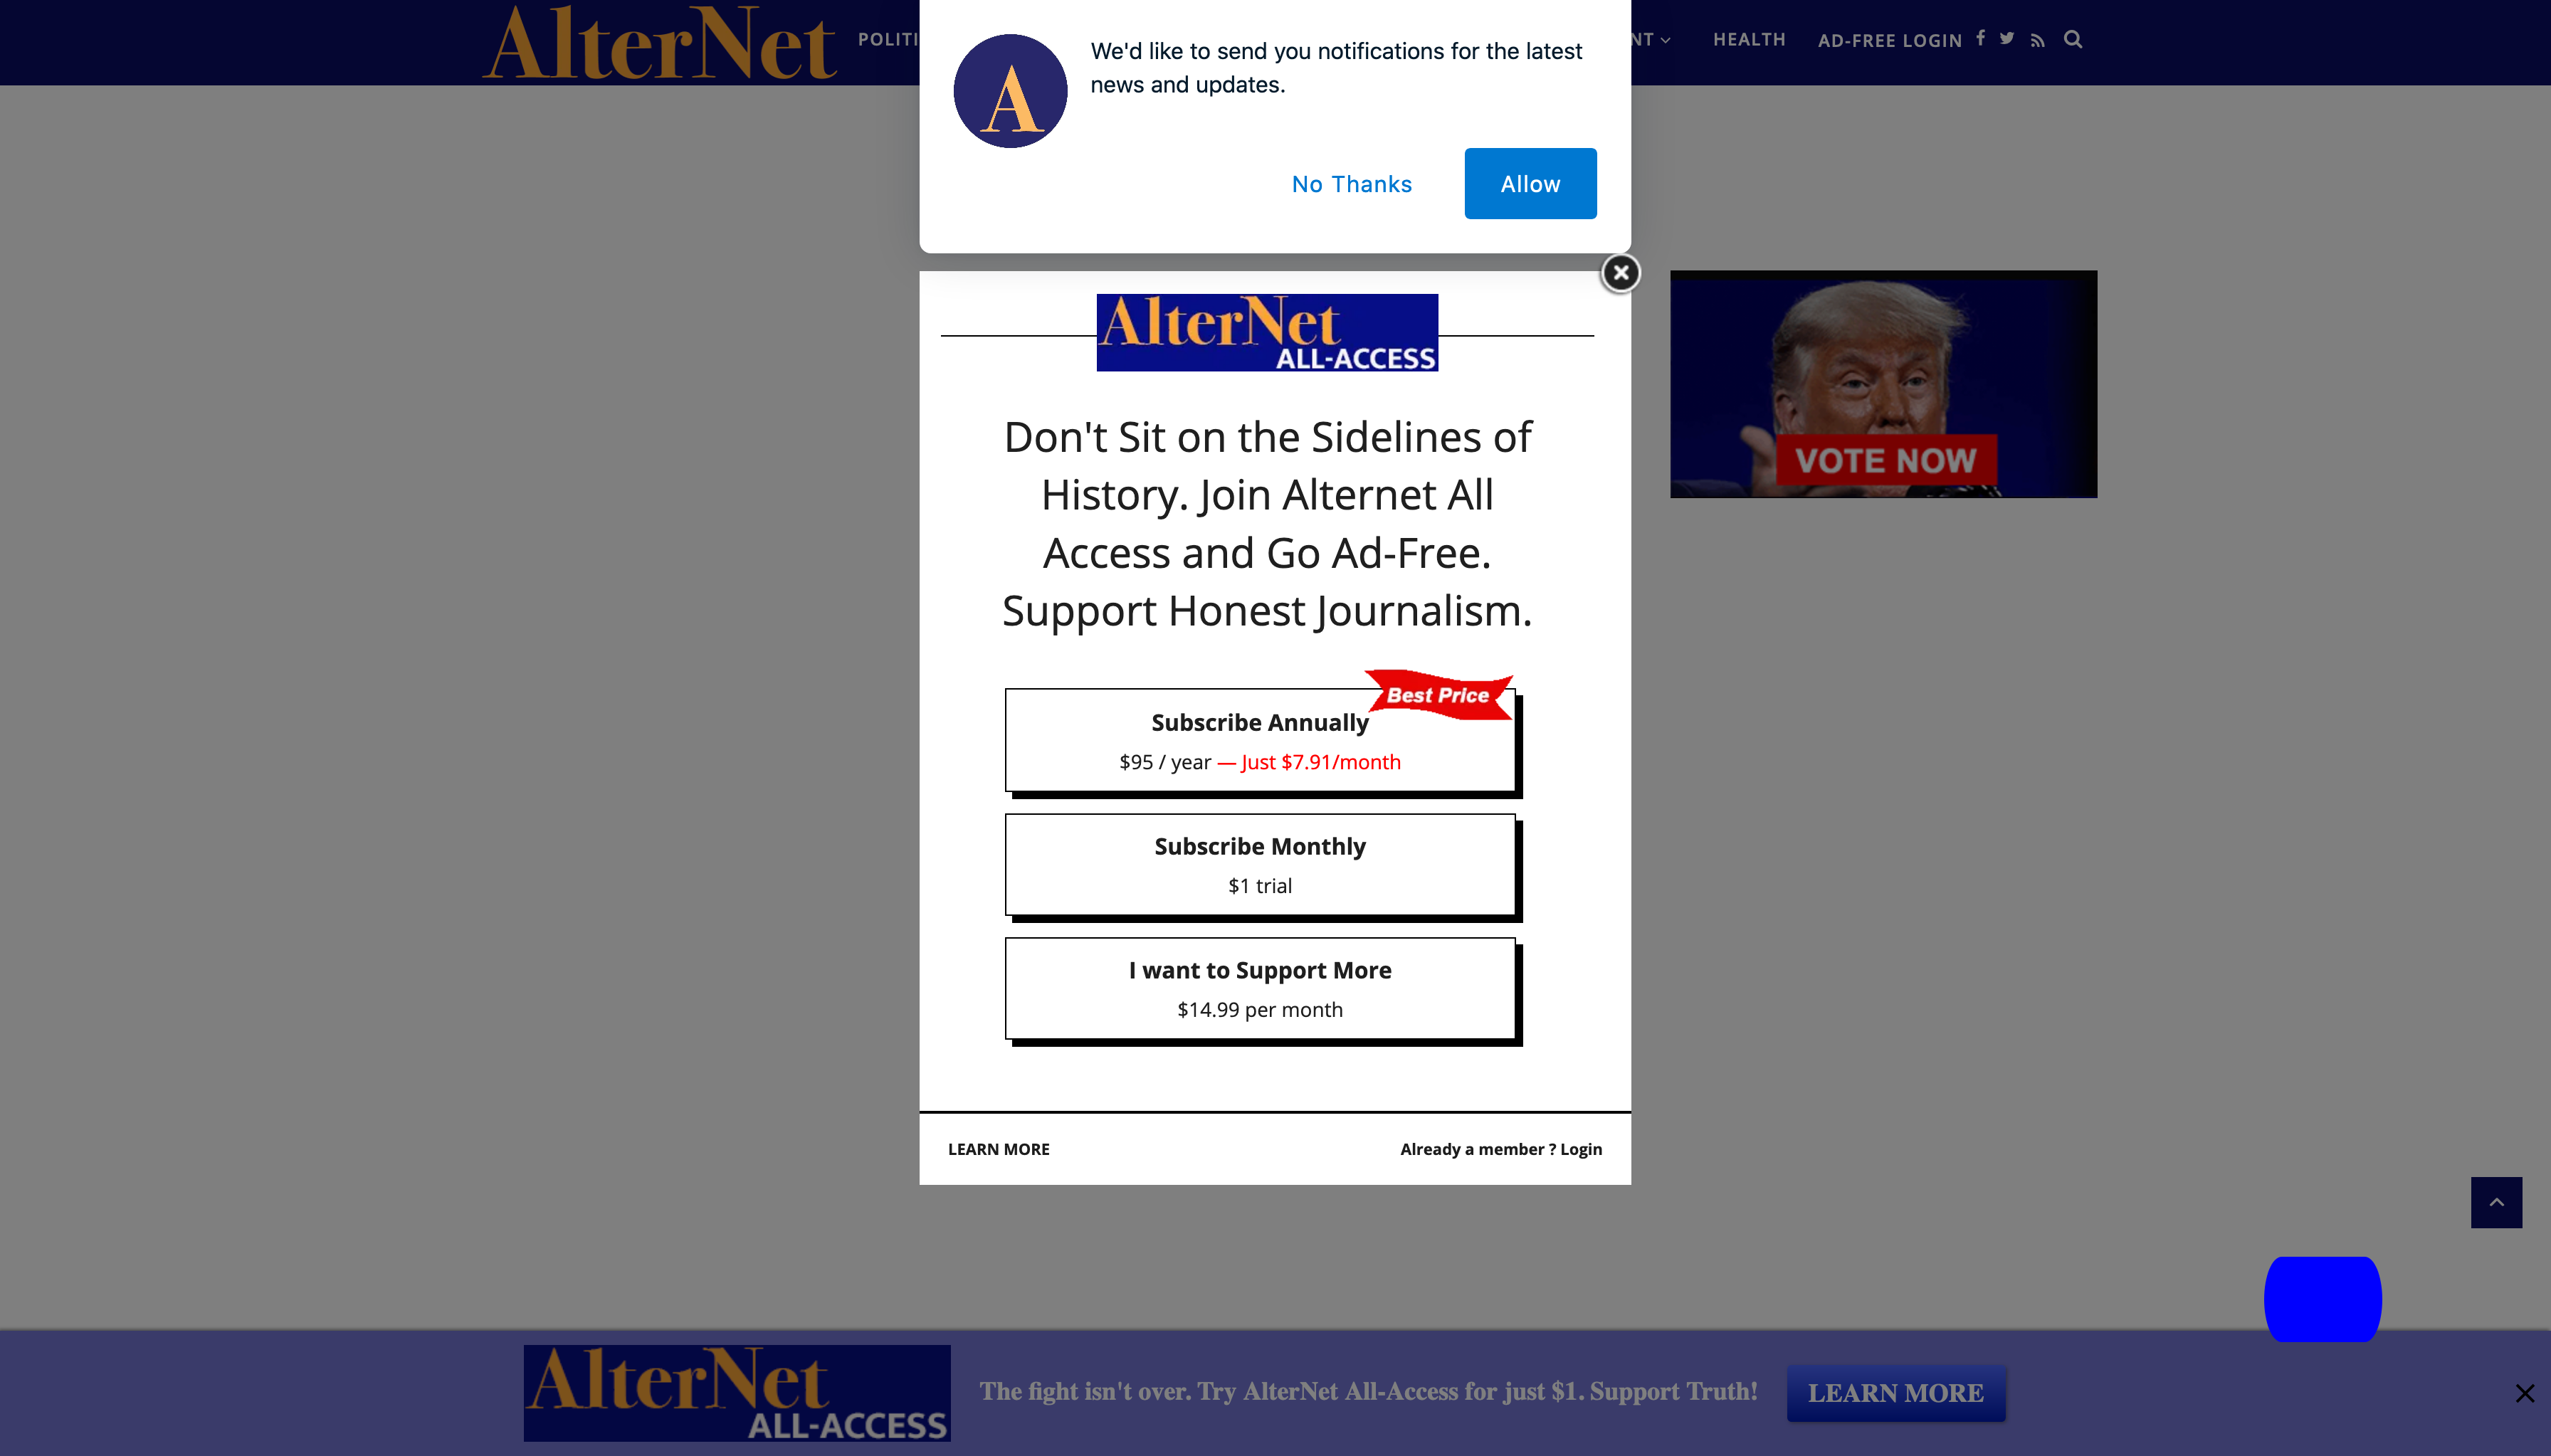 AlterNet
POLITI
NT
HEALTH
AD-FREE LOGIN
We'd like to send you notifications for the latest
news and updates.
A
No Thanks
Allow
AlterNet
ALL-ACCESS
Don't Sit on the Sidelines of
History. Join Alternet All
Access and Go Ad-Free.
Support Honest Journalism.
Best Price
Subscribe Annually
$95 / year — Just $7.91/month
Subscribe Monthly
$1 trial
I want to Support More
$14.99 per month
LEARN MORE
Already a member ? Login
VOTE NOW
AlterNet
ALL-ACCESS
The fight isn't over. Try AlterNet All-Access for just $1. Support Truth!
LEARN MORE